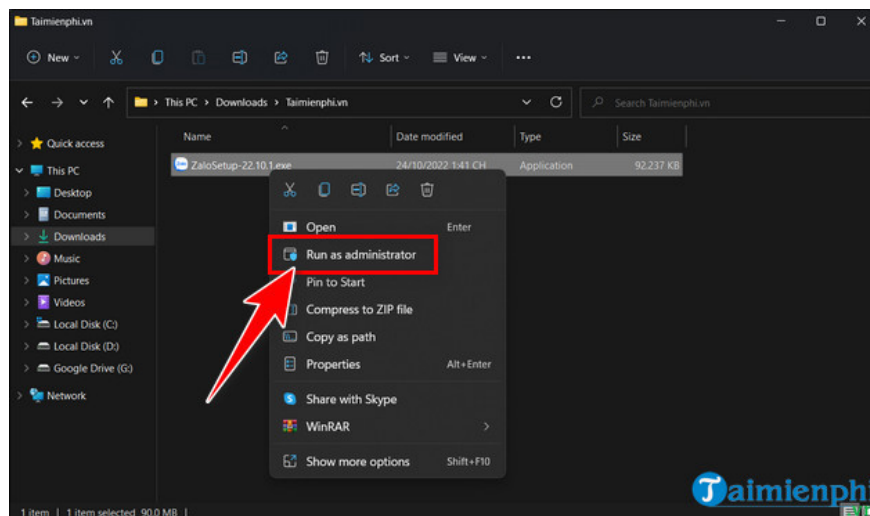 Taimienphi.vn
New Sort View
This PC > Downloads > Taimienphi.vn Search Taimienphi.vn
Name Date modified Type Size
Quick access
ZaloSetup-22.10.1.exe 24/10/2022 1:41 CH Application 92.237 KB
This PC
Desktop
Documents
Downloads
Music
Pictures
Videos
Local Disk (C:)
Local Disk (D:)
Google Drive (G:)
Network
Open Enter
Run as administrator
Pin to Start
Compress to ZIP file
Copy as path
Properties Alt+Enter
Share with Skype
WinRAR
Show more options Shift+F10
Taimienphi
1 item 1 item selected 90.0 MB